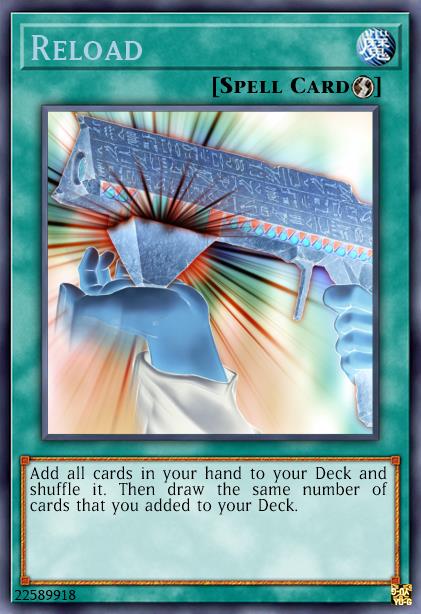 Reload
魔
[Spell Card]
Add all cards in your hand to your Deck and
shuffle it. Then draw the same number of
cards that you added to your Deck.
22589918